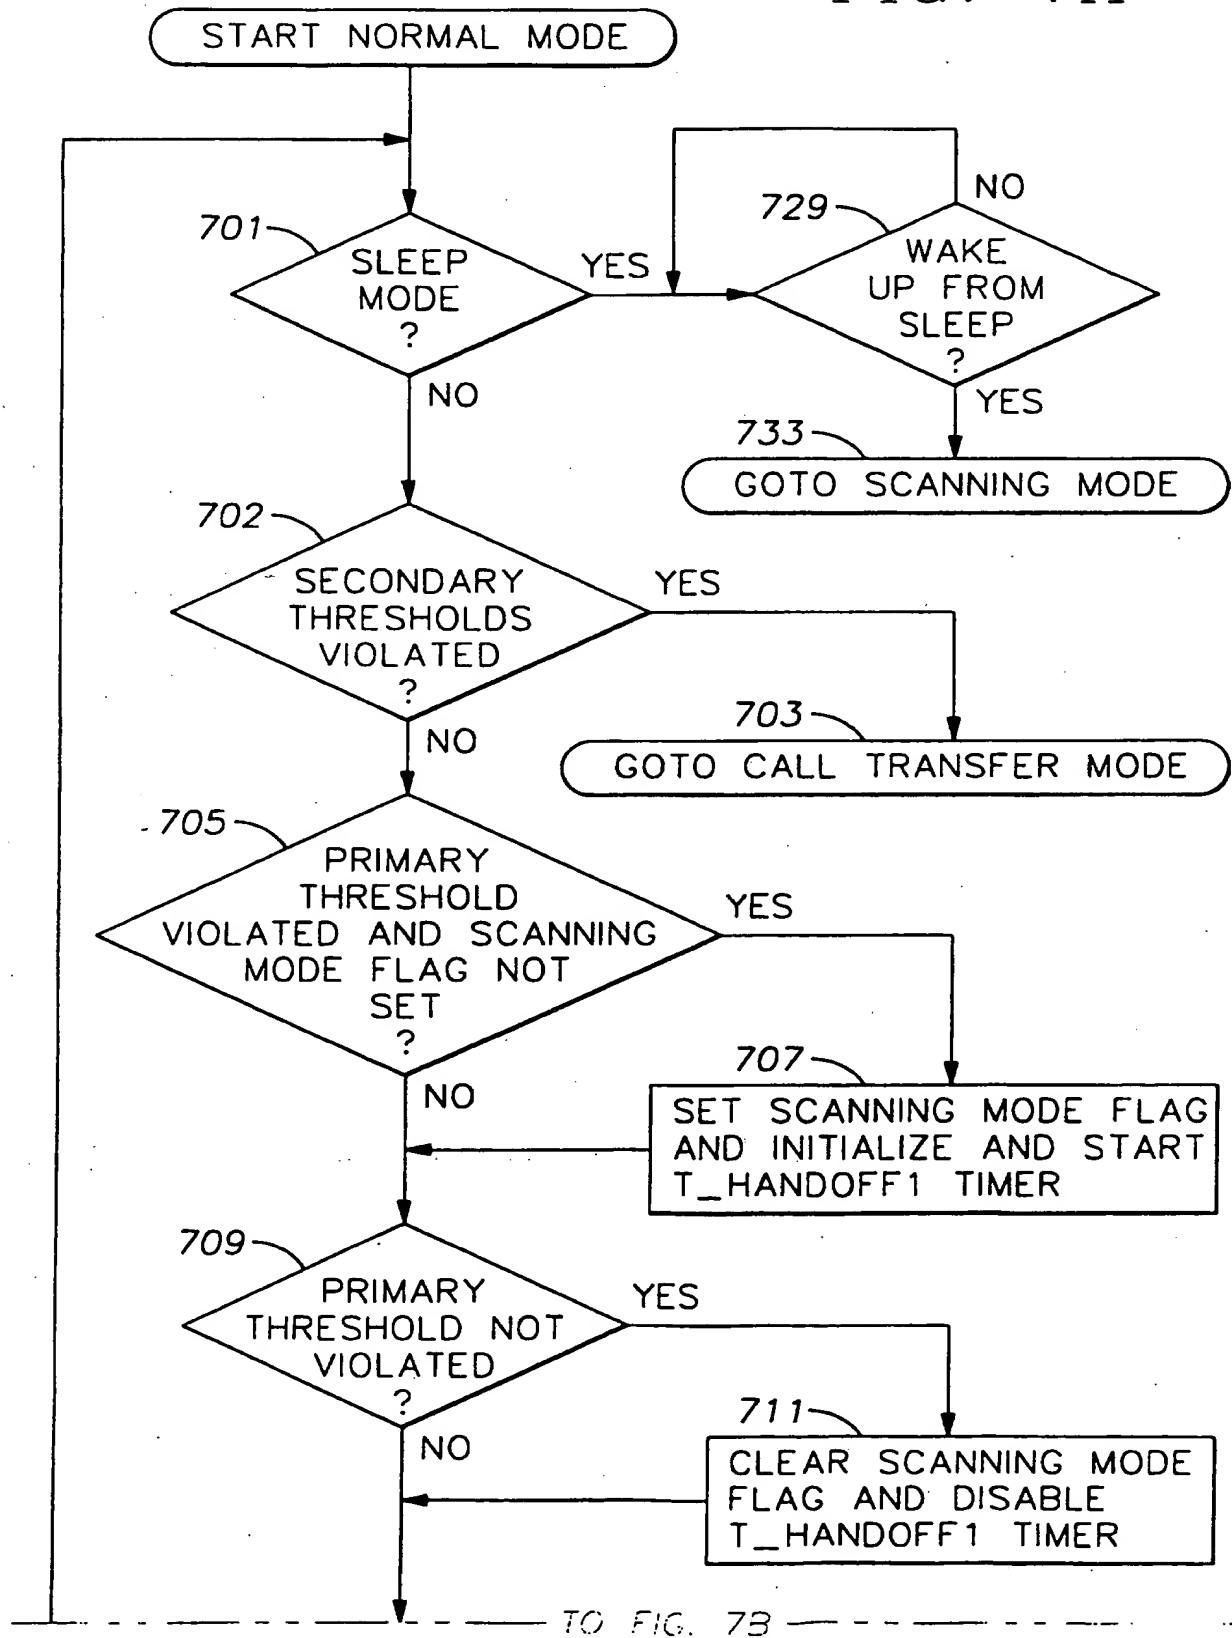 START NORMAL MODE
701
SLEEP
MODE
?
YES
NO
729
WAKE
UP FROM
SLEEP
?
NO
YES
733
GOTO SCANNING MODE
702
SECONDARY
THRESHOLDS
VIOLATED
?
YES
NO
703
GOTO CALL TRANSFER MODE
705
PRIMARY
THRESHOLD
VIOLATED AND SCANNING
MODE FLAG NOT
SET
?
YES
NO
707
SET SCANNING MODE FLAG
AND INITIALIZE AND START
T_HANDOFF1 TIMER
709
PRIMARY
THRESHOLD NOT
VIOLATED
?
YES
NO
711
CLEAR SCANNING MODE
FLAG AND DISABLE
T_HANDOFF1 TIMER
TO FIG. 7B